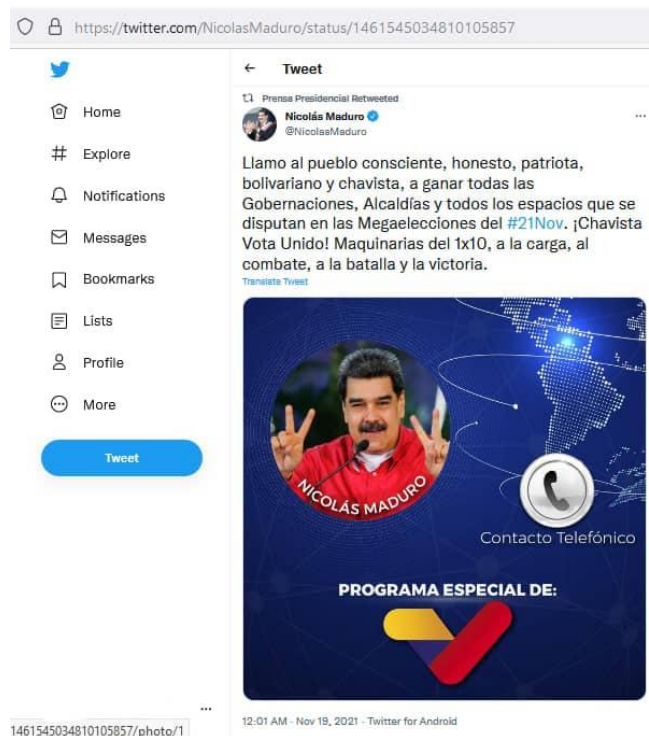 https://twitter.com/NicolasMaduro/status/1461545034810105857
Home
Explore
Notifications
Messages
Bookmarks
Lists
Profile
More
Tweet
Tweet
Prensa Presidencial Retweeted
Nicolás Maduro
@NicolasMaduro
Llamo al pueblo consciente, honesto, patriota,
bolivariano y chavista, a ganar todas las
Gobernaciones, Alcaldías y todos los espacios que se
disputan en las Megaelecciones del #21Nov. ¡Chavista
Vota Unido! Maquinarias del 1x10, a la carga, al
combate, a la batalla y la victoria.
Translate Tweet
NICOLÁS MADURO
Contacto Telefónico
PROGRAMA ESPECIAL DE:
12:01 AM · Nov 19, 2021 · Twitter for Android
1461545034810105857/photo/1